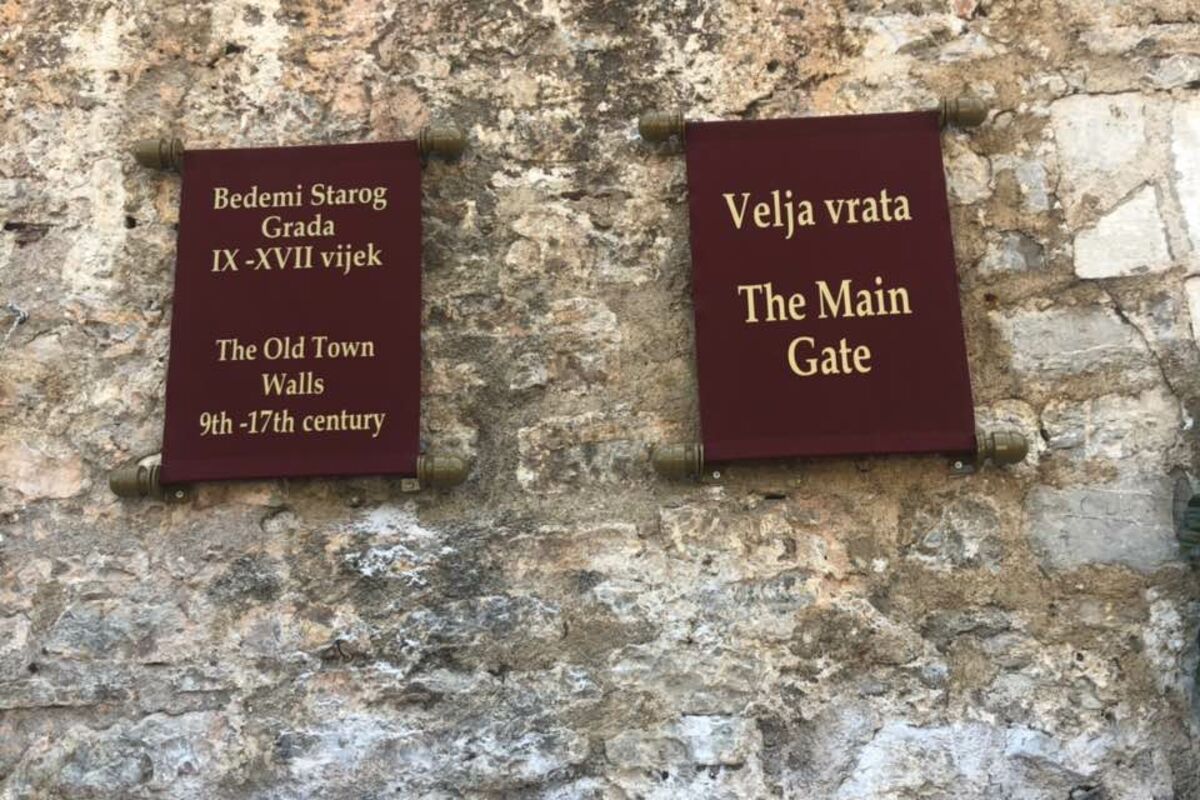 Bedemi Starog
Grada
IX -XVII vijek
The Old Town
Walls
9th -17th century
Velja vrata
The Main
Gate